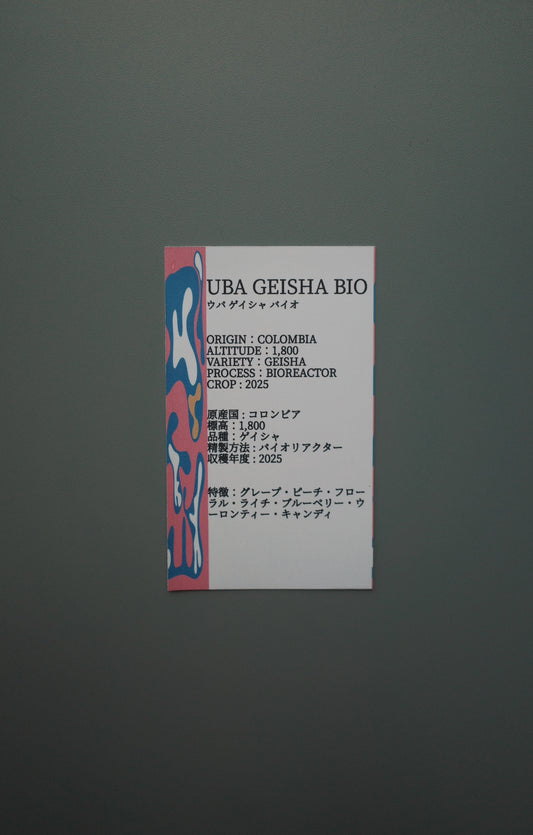 UBA GEISHA BIO
ウバ ゲイシャ バイオ
ORIGIN：COLOMBIA
ALTITUDE：1,800
VARIETY：GEISHA
PROCESS：BIOREACTOR
CROP : 2025
原産国 : コロンビア
標高：1,800
品種：ゲイシャ
精製方法 : バイオリアクター
収穫年度 : 2025
特徴：グレープ・ピーチ・フロー
ラル・ライチ・ブルーベリー・ウ
ーロンティー・キャンディ